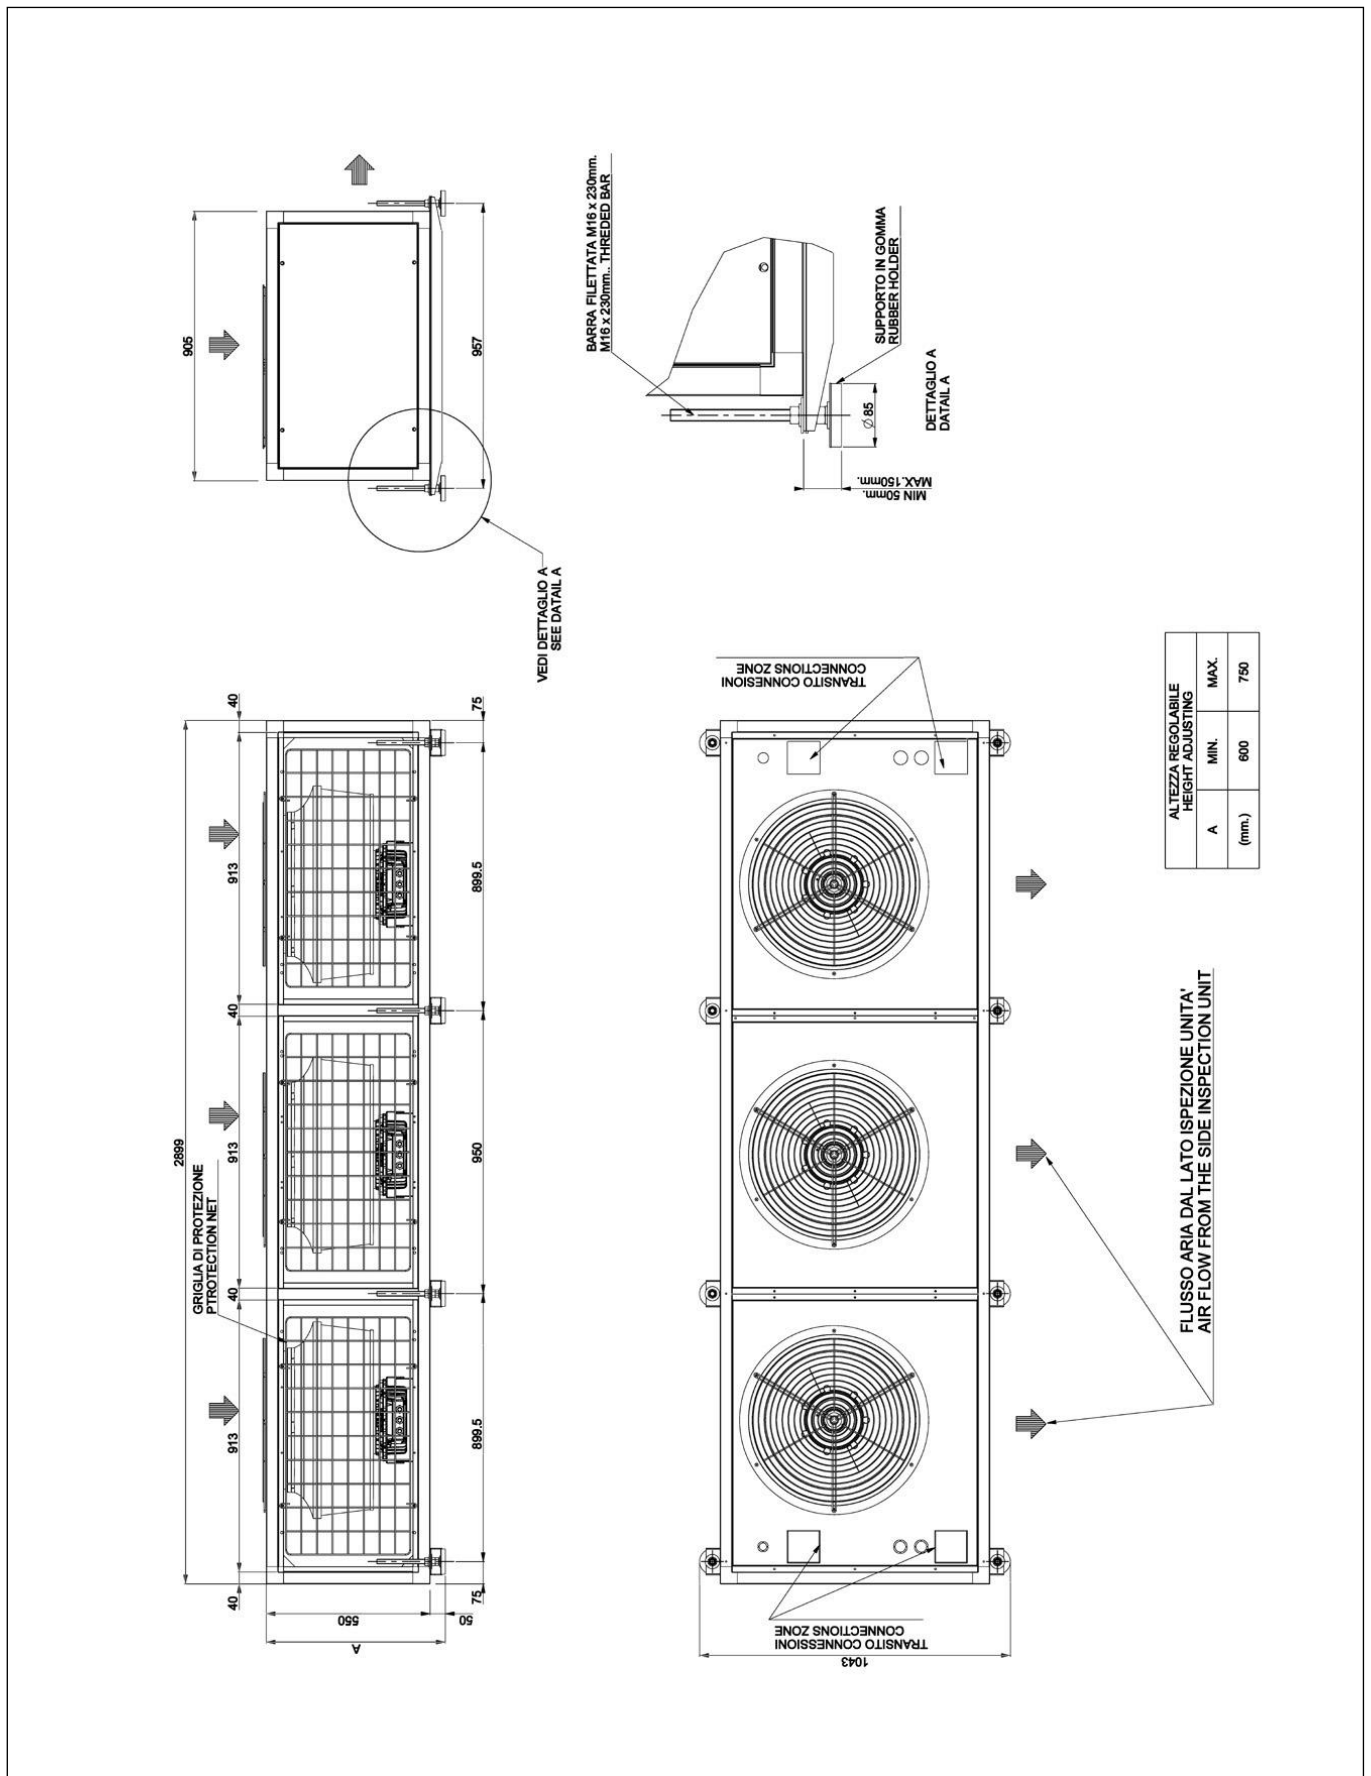 905
957
VEDI DETTAGLIO A
SEE DATAIL A
BARRA FILETTATA M16 x 230mm.
M16 x 230mm.. THREDED BAR
SUPPORTO IN GOMMA
RUBBER HOLDER
Ø 85
MIN 50mm.
MAX.150mm.
DETTAGLIO A
DATAIL A
2899
GRIGLIA DI PROTEZIONE
PTROTECTION NET
40
913
40
913
40
913
40
75
899.5
950
899.5
75
550
50
A
TRANSITO CONNESSIONI
CONNECTIONS ZONE
TRANSITO CONNESIONI
CONNECTIONS ZONE
1043
FLUSSO ARIA DAL LATO ISPEZIONE UNITA'
AIR FLOW FROM THE SIDE INSPECTION UNIT
ALTEZZA REGOLABILE
HEIGHT ADJUSTING
A MIN. MAX.
(mm.) 600 750